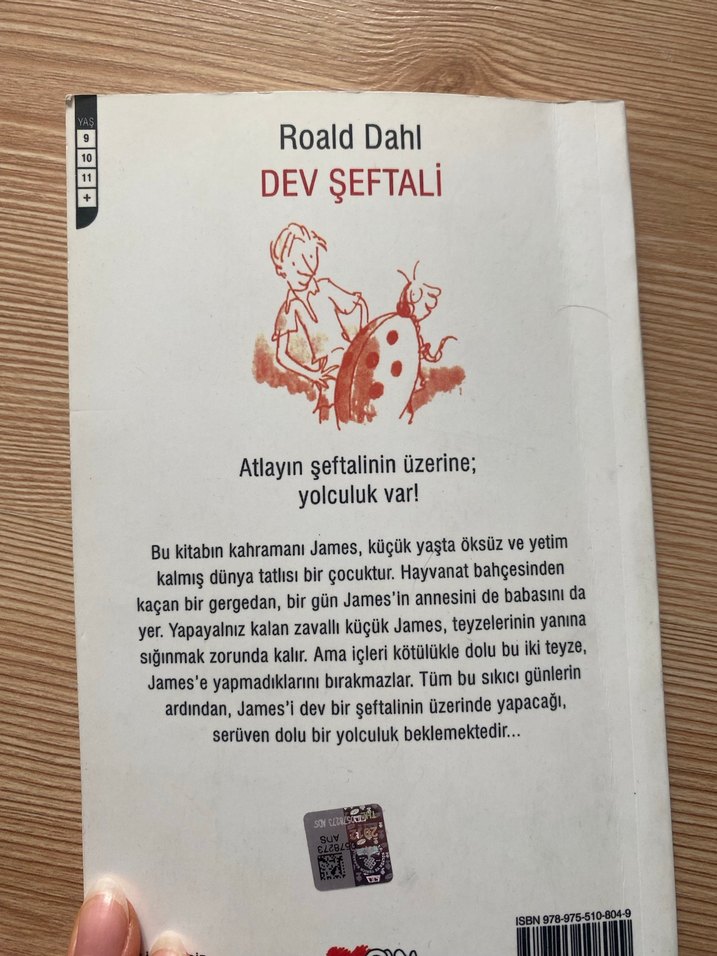 YAŞ
9
10
11
+
Roald Dahl
DEV ŞEFTALİ
Atlayın şeftalinin üzerine;
yolculuk var!
Bu kitabın kahramanı James, küçük yaşta öksüz ve yetim
kalmış dünya tatlısı bir çocuktur. Hayvanat bahçesinden
kaçan bir gergedan, bir gün James'in annesini de babasını da
yer. Yapayalnız kalan zavallı küçük James, teyzelerinin yanına
sığınmak zorunda kalır. Ama içleri kötülükle dolu bu iki teyze,
James'e yapmadıklarını bırakmazlar. Tüm bu sıkıcı günlerin
ardından, James'i dev bir şeftalinin üzerinde yapacağı,
serüven dolu bir yolculuk beklemektedir...
ISBN 978-975-510-804-9